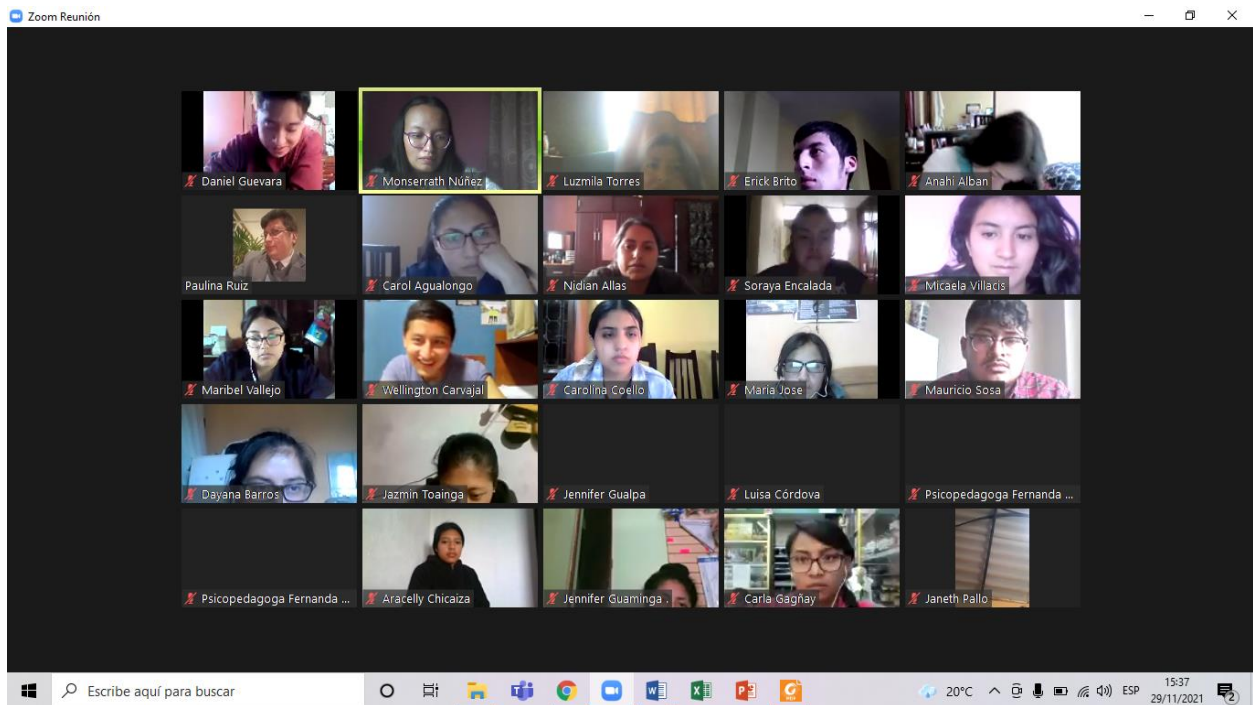 Zoom Reunión
Daniel Guevara
Monserrath Núñez
Luzmila Torres
Erick Brito
Anahi Alban
Paulina Ruiz
Carol Agualongo
Nidian Allas
Soraya Encalada
Micaela Villacis
Maribel Vallejo
Wellington Carvajal
Carolina Coello
Maria Jose
Mauricio Sosa
Dayana Barros
Jazmin Toainga
Jennifer Gualpa
Luisa Córdova
Psicopedagoga Fernanda ...
Psicopedagoga Fernanda ...
Aracelly Chicaiza
Jennifer Guaminga .
Carla Gagñay
Janeth Pallo
Escribe aquí para buscar
20°C
ESP
15:37
29/11/2021
2